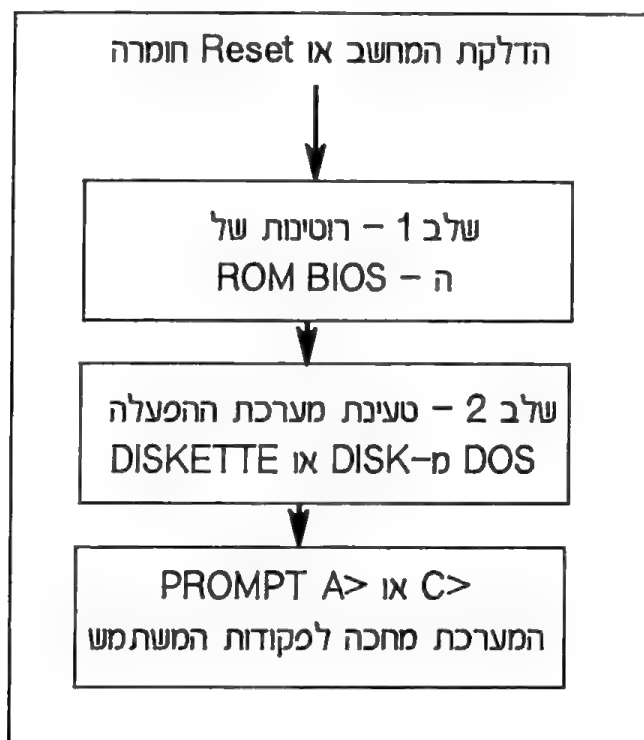 הדלקת המחשב או Reset חומרה
שלב 1 – רוטינות של
ה – ROM BIOS
שלב 2 – טעינת מערכת ההפעלה
DOS מ-DISK או DISKETTE
PROMPT A> או C>
המערכת מחכה לפקודות המשתמש